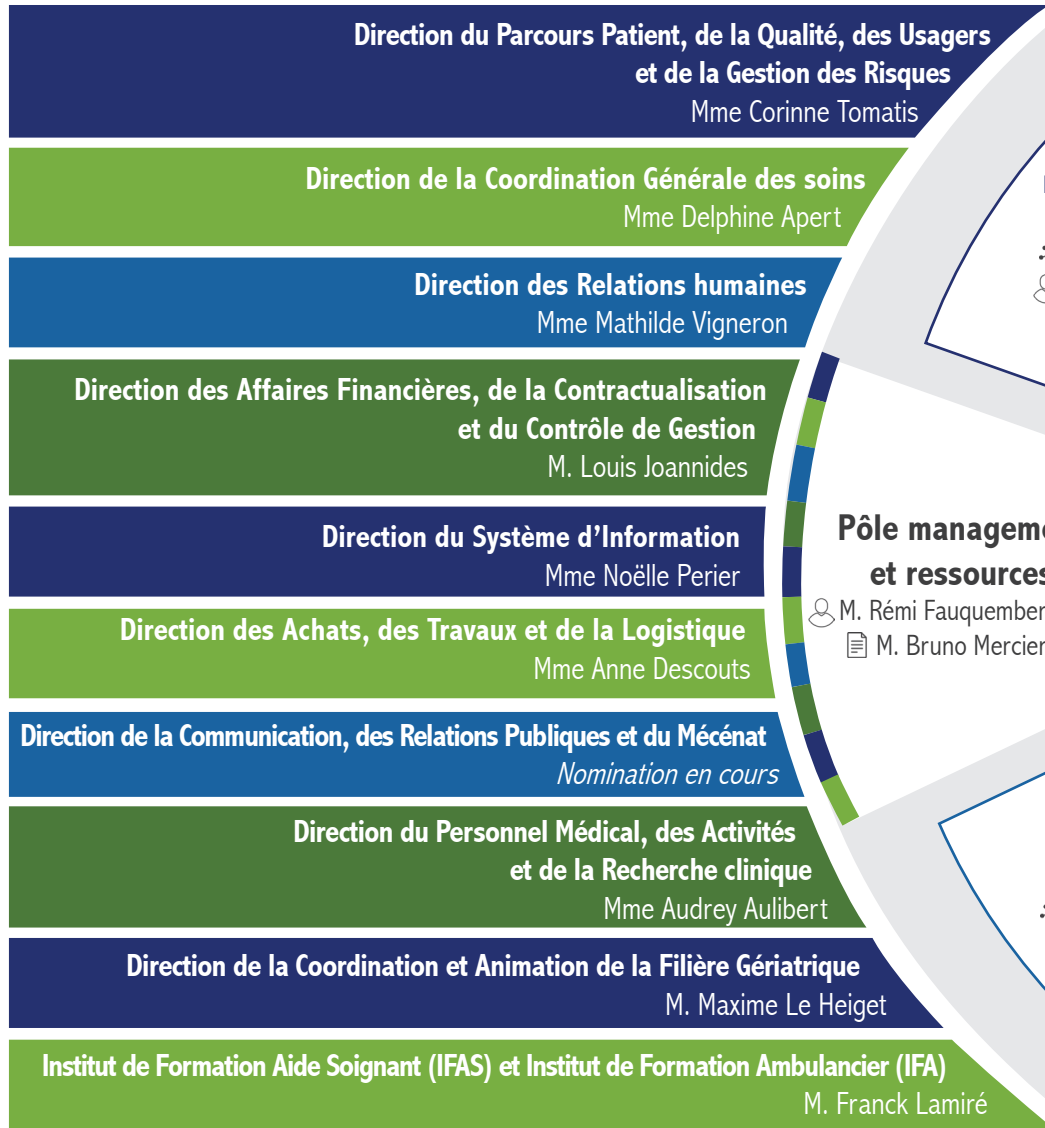 Direction du Parcours Patient, de la Qualité, des Usagers
et de la Gestion des Risques
Mme Corinne Tomatis
Direction de la Coordination Générale des soins
Mme Delphine Apert
Direction des Relations humaines
Mme Mathilde Vigneron
Direction des Affaires Financières, de la Contractualisation
et du Contrôle de Gestion
M. Louis Joannides
Direction du Système d’Information
Mme Noëlle Perier
Direction des Achats, des Travaux et de la Logistique
Mme Anne Descouts
Direction de la Communication, des Relations Publiques et du Mécénat
Nomination en cours
Direction du Personnel Médical, des Activités
et de la Recherche clinique
Mme Audrey Aulibert
Direction de la Coordination et Animation de la Filière Gériatrique
M. Maxime Le Heiget
Institut de Formation Aide Soignant (IFAS) et Institut de Formation Ambulancier (IFA)
M. Franck Lamiré
Pôle
et ressources
M. Rémi
M. Bruno Mercier